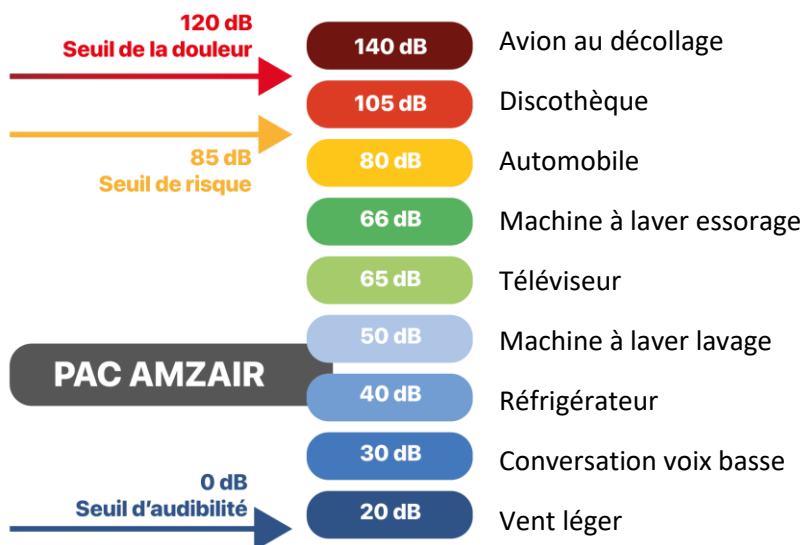 120 dB
Seuil de la douleur
140 dB Avion au décollage
105 dB Discothèque
85 dB
Seuil de risque
80 dB Automobile
66 dB Machine à laver essorage
65 dB Téléviseur
50 dB Machine à laver lavage
PAC AMZAIR
40 dB Réfrigérateur
30 dB Conversation voix basse
0 dB
Seuil d'audibilité
20 dB Vent léger